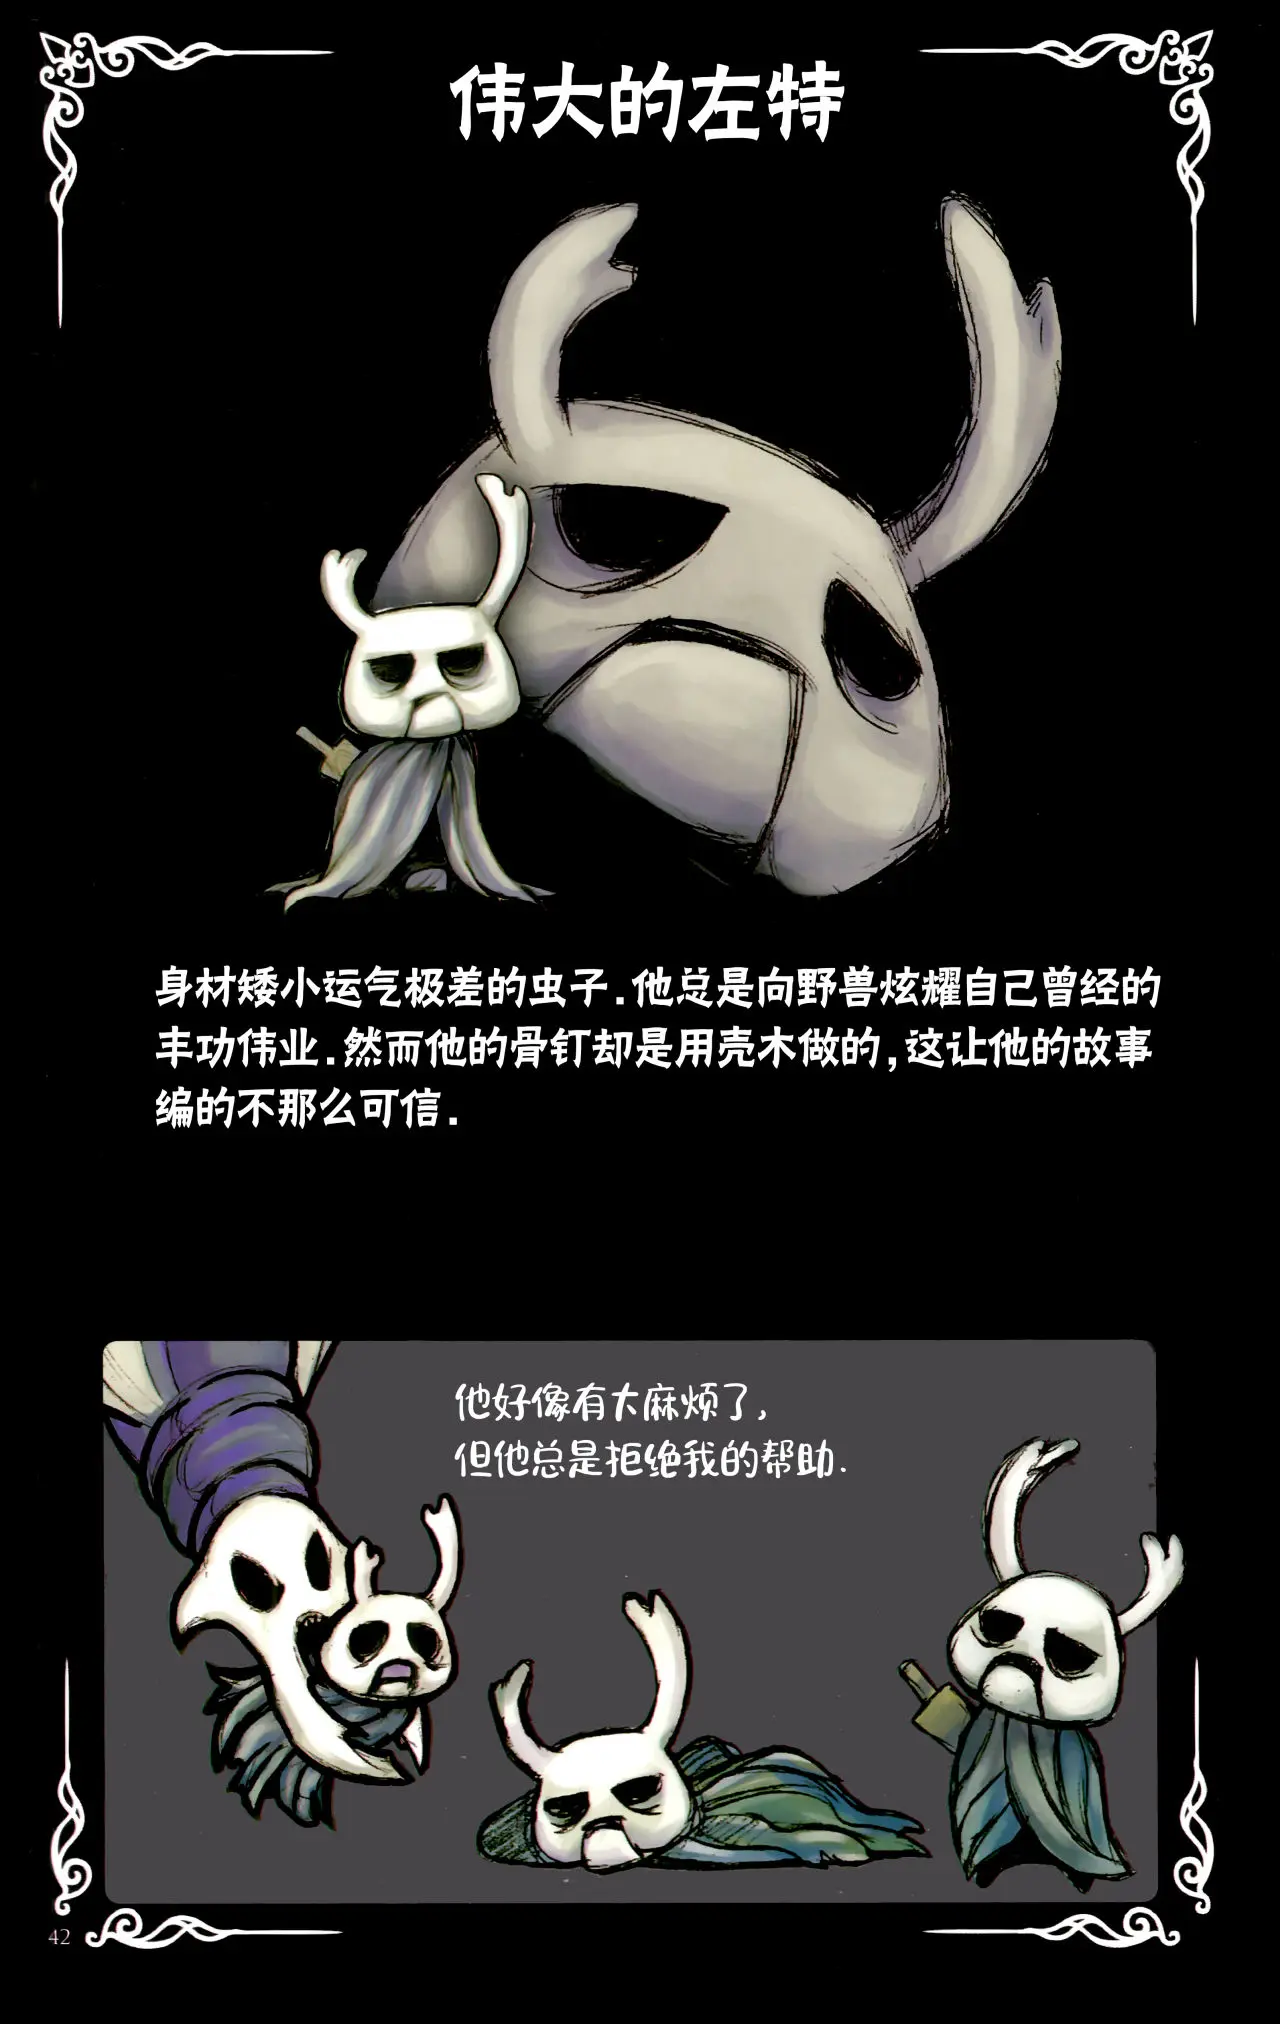 伟大的左特
身材矮小运气极差的虫子.他总是向野兽炫耀自己曾经的
丰功伟业.然而他的骨钉却是用壳木做的,这让他的故事
编的不那么可信.
他好像有大麻烦了,
但他总是拒绝我的帮助.
42